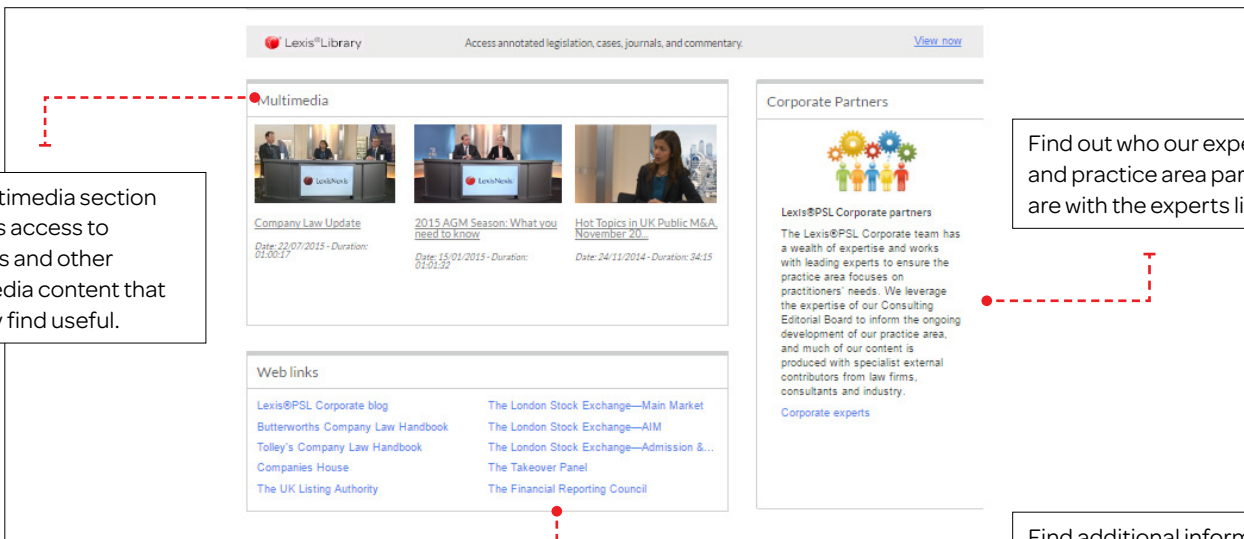 Lexis®Library Access annotated legislation, cases, journals, and commentary. View now
Multimedia
LexisNexis
LexisNexis
Company Law Update
Date: 22/07/2015 - Duration:
01:00:17
2015 AGM Season: What you
need to know
Date: 15/01/2015 - Duration:
01:01:32
Hot Topics in UK Public M&A,
November 20...
Date: 24/11/2014 - Duration: 34:15
Corporate Partners
Lexis®PSL Corporate partners
The Lexis®PSL Corporate team has
a wealth of expertise and works
with leading experts to ensure the
practice area focuses on
practitioners' needs. We leverage
the expertise of our Consulting
Editorial Board to inform the ongoing
development of our practice area,
and much of our content is
produced with specialist external
contributors from law firms,
consultants and industry.
Corporate experts
Web links
Lexis®PSL Corporate blog
Butterworths Company Law Handbook
Tolley's Company Law Handbook
Companies House
The UK Listing Authority
The London Stock Exchange—Main Market
The London Stock Exchange—AIM
The London Stock Exchange—Admission &...
The Takeover Panel
The Financial Reporting Council
section
access to
and other
content that
find useful.
Find out who our
and practice area
are with the experts
Find additional